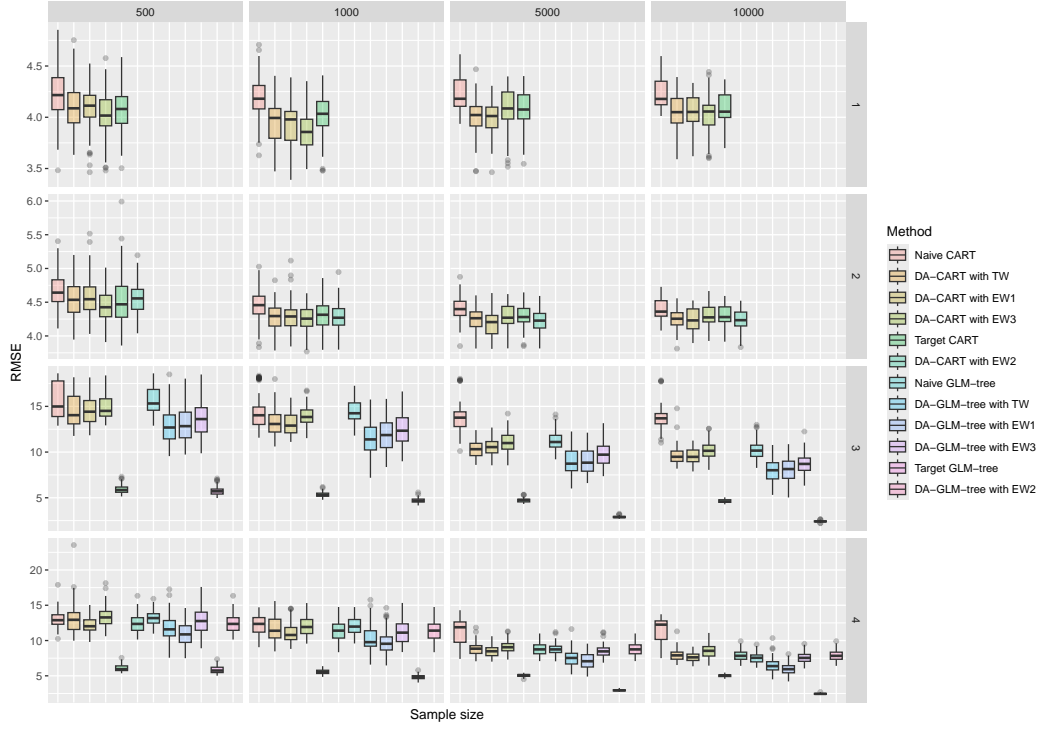 500 1000 5000 10000
4.5
4.0
3.5
1
6.0
5.5
5.0
4.5
4.0
2
15
10
5
3
20
15
10
5
4
RMSE
Sample size
Method
Naive CART
DA−CART with TW
DA−CART with EW1
DA−CART with EW3
Target CART
DA−CART with EW2
Naive GLM−tree
DA−GLM−tree with TW
DA−GLM−tree with EW1
DA−GLM−tree with EW3
Target GLM−tree
DA−GLM−tree with EW2